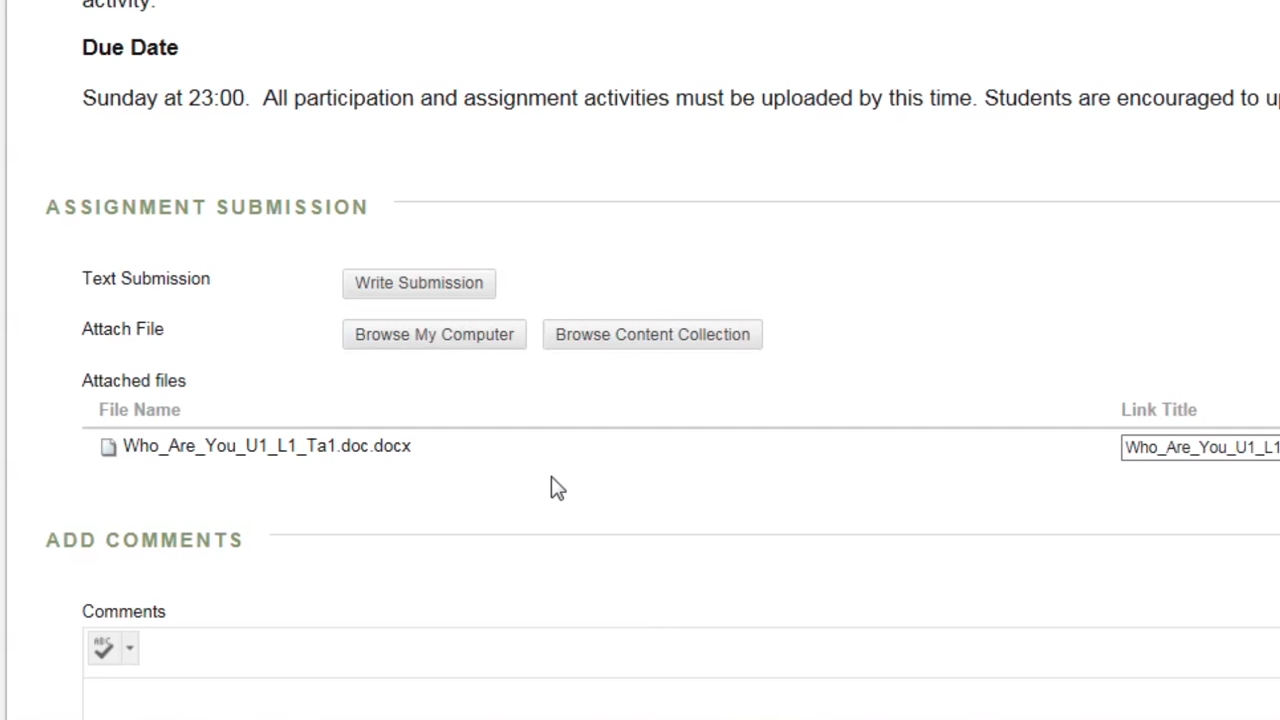 activity.
Due Date
Sunday at 23:00.  All participation and assignment activities must be uploaded by this time. Students are encouraged to
ASSIGNMENT SUBMISSION
Text Submission
Write Submission
Attach File
Browse My Computer
Browse Content Collection
Attached files
File Name
Link Title
Who_Are_You_U1_L1_Ta1.doc.docx
Who_Are_You_U1_L1
ADD COMMENTS
Comments
ABC